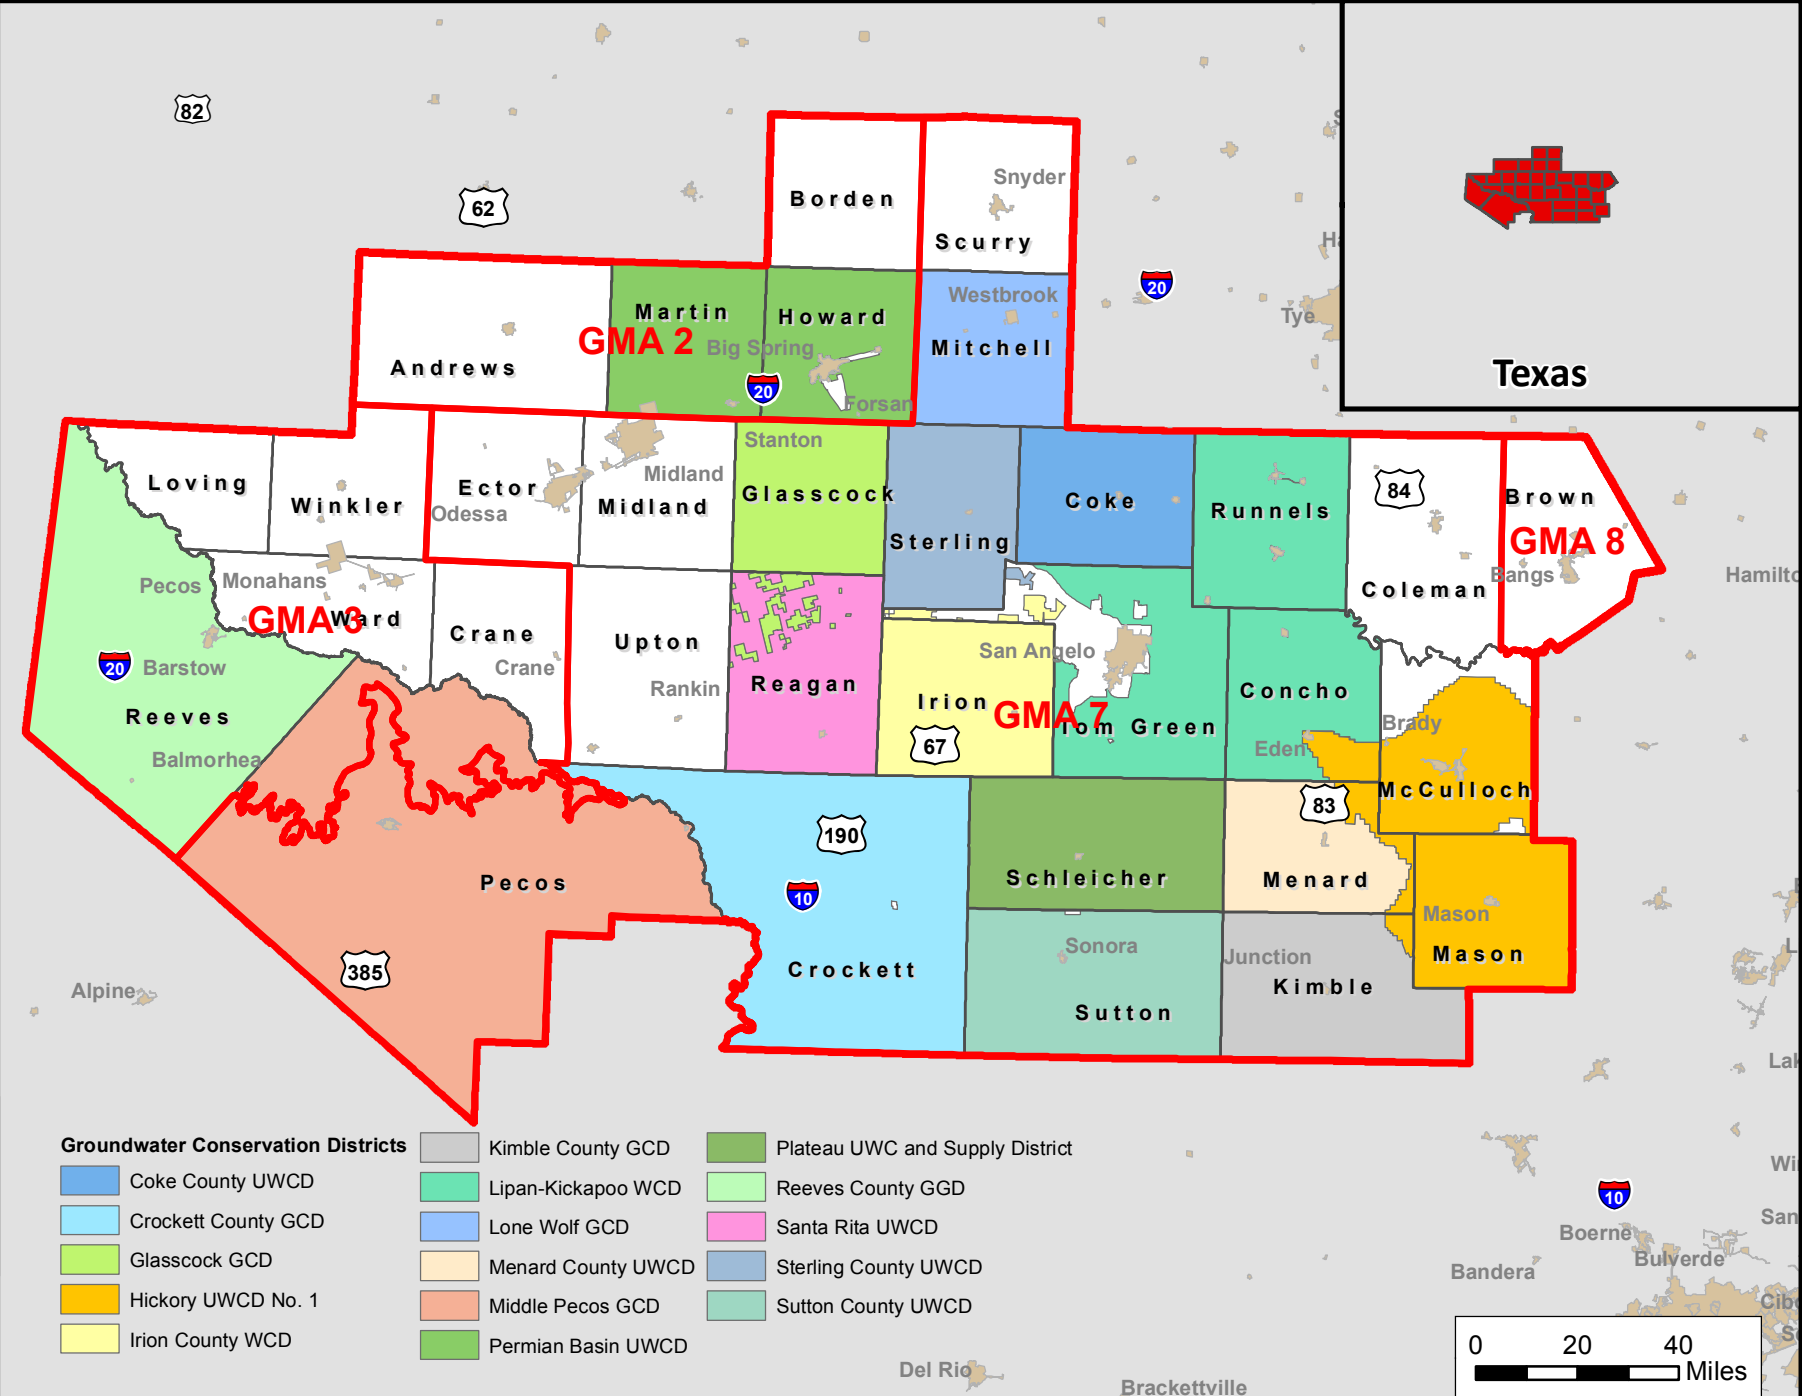 82
62
Borden
Snyder
Scurry
20
Texas
Westbrook
Tye
Martin
Howard
GMA 2
Big Spring
Mitchell
Andrews
20
Forsan
Stanton
Midland
Loving
Winkler
Ector
Odessa
Midland
Glasscock
Coke
Runnels
84
Brown
GMA 8
Sterling
Bangs
Hamilto
Pecos
Monahans
Coleman
GMA 3
Ward
Crane
Upton
San Angelo
20
Barstow
Crane
Rankin
Reagan
Irion
Concho
Reeves
GMA 7
Tom Green
Brady
67
Eden
Balmorhea
McCulloch
83
190
Pecos
10
Schleicher
Menard
Mason
Mason
385
Crockett
Sonora
Junction
Kimble
Alpine
Sutton
Lak
Groundwater Conservation Districts
Coke County UWCD
Crockett County GCD
Glasscock GCD
Hickory UWCD No. 1
Irion County WCD
Kimble County GCD
Lipan-Kickapoo WCD
Lone Wolf GCD
Menard County UWCD
Middle Pecos GCD
Permian Basin UWCD
Plateau UWC and Supply District
Reeves County GGD
Santa Rita UWCD
Sterling County UWCD
Sutton County UWCD
Wi
10
San
Boerne
Bulverde
Bandera
Cibo
Del Rio
Brackettville
0 20 40
Miles